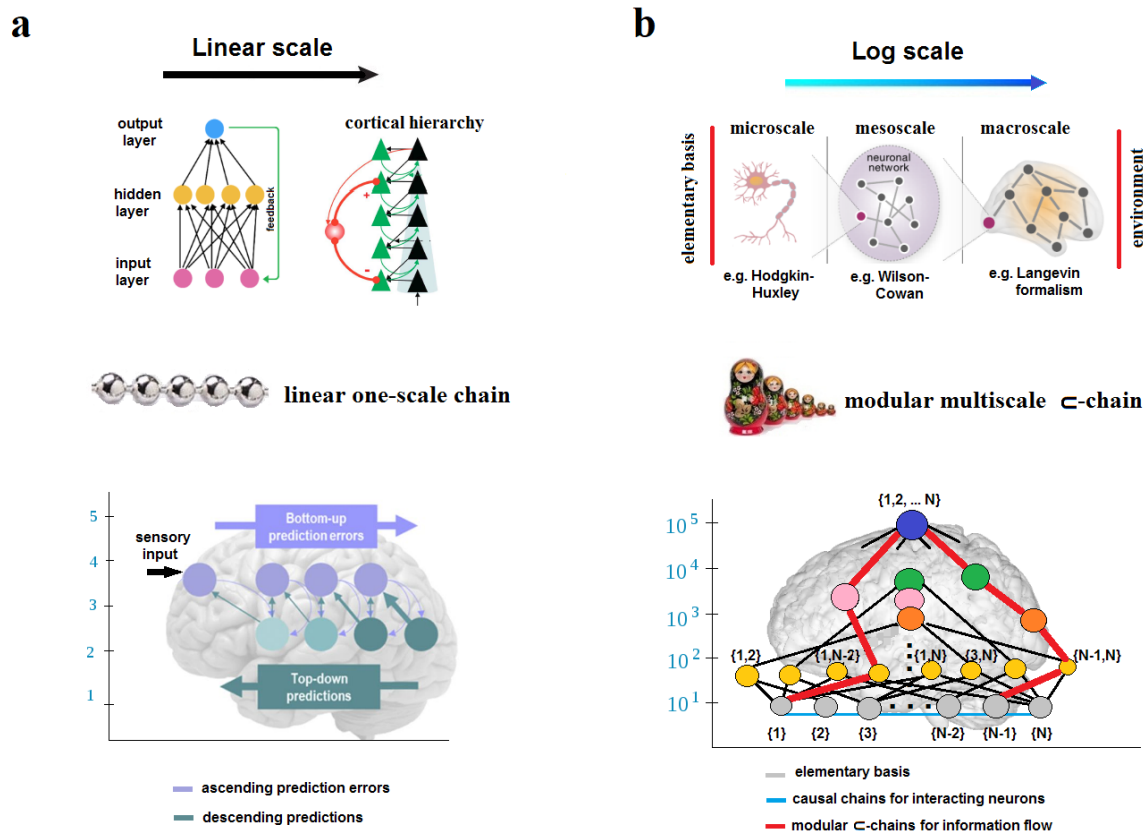 a
Linear scale
output
layer
hidden
layer
input
layer
feedback
cortical hierarchy
+
-
linear one-scale chain
5
4
3
2
1
sensory
input
Bottom-up
prediction errors
Top-down
predictions
ascending prediction errors
descending predictions
b
Log scale
elementary basis
microscale
mesoscale
macroscale
neuronal
network
environment
e.g. Hodgkin-
Huxley
e.g. Wilson-
Cowan
e.g. Langevin
formalism
modular multiscale ⊂-chain
{1,2, ... N}
10⁵
10⁴
10³
10²
10¹
{1,2}
{1,N-2}
{1,N}
{3,N}
{N-1,N}
{1}
{2}
{3}
{N-2}
{N-1}
{N}
elementary basis
causal chains for interacting neurons
modular ⊂-chains for information flow